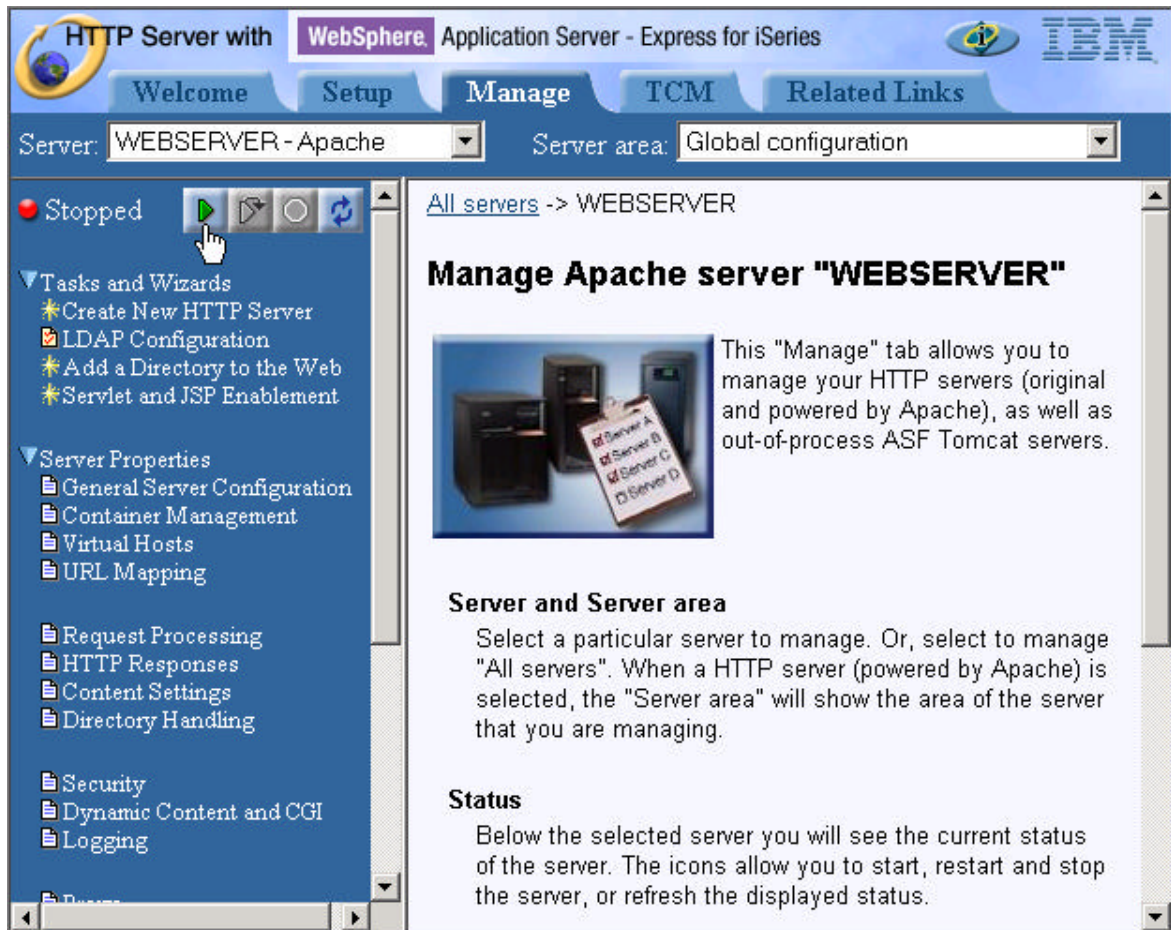 HTTP Server with WebSphere. Application Server - Express for iSeries IBM
Welcome Setup Manage TCM Related Links
Server: WEBSERVER - Apache Server area: Global configuration
Stopped
Tasks and Wizards
Create New HTTP Server
LDAP Configuration
Add a Directory to the Web
Servlet and JSP Enablement
Server Properties
General Server Configuration
Container Management
Virtual Hosts
URL Mapping
Request Processing
HTTP Responses
Content Settings
Directory Handling
Security
Dynamic Content and CGI
Logging
All servers -> WEBSERVER
Manage Apache server "WEBSERVER"
Server A
Server B
Server C
Server D
This "Manage" tab allows you to
manage your HTTP servers (original
and powered by Apache), as well as
out-of-process ASF Tomcat servers.
Server and Server area
Select a particular server to manage. Or, select to manage
"All servers". When a HTTP server (powered by Apache) is
selected, the "Server area" will show the area of the server
that you are managing.
Status
Below the selected server you will see the current status
of the server. The icons allow you to start, restart and stop
the server, or refresh the displayed status.